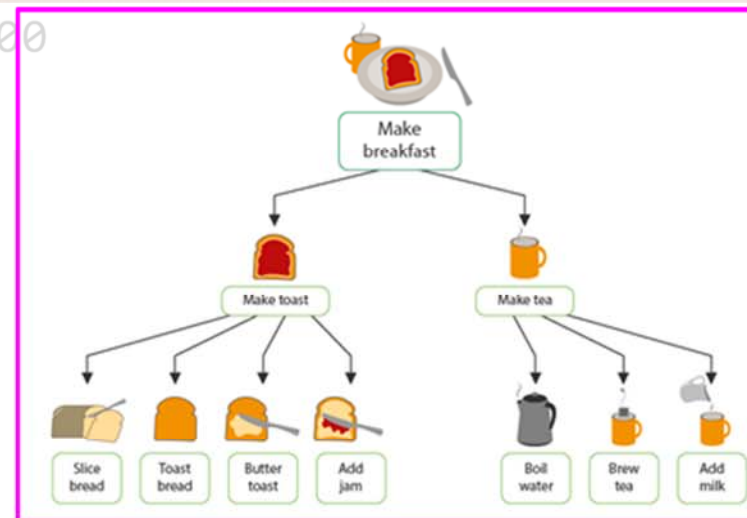 00
Make
breakfast
Make toast
Make tea
Slice
bread
Toast
bread
Butter
toast
Add
jam
Boil
water
Brew
tea
Add
milk